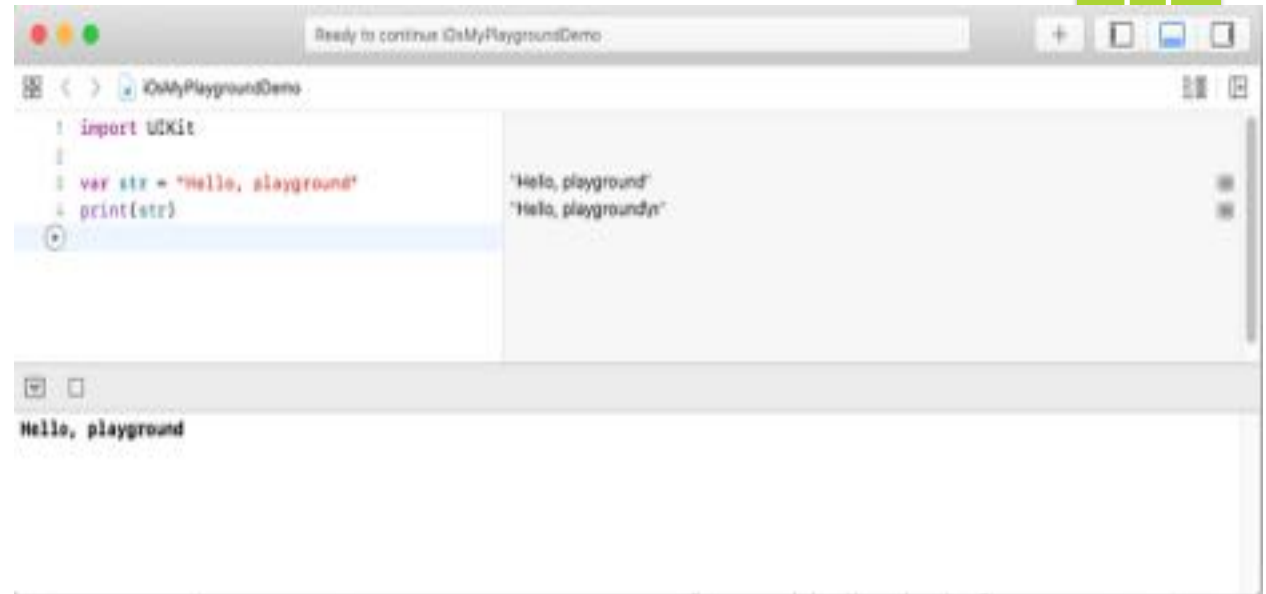 Ready to continue iOsMyPlaygroundDemo
iOsMyPlaygroundDemo
1 import UIKit
2
3 var str = "Hello, playground" "Hello, playground"
4 print(str) "Hello, playground\n"
Hello, playground